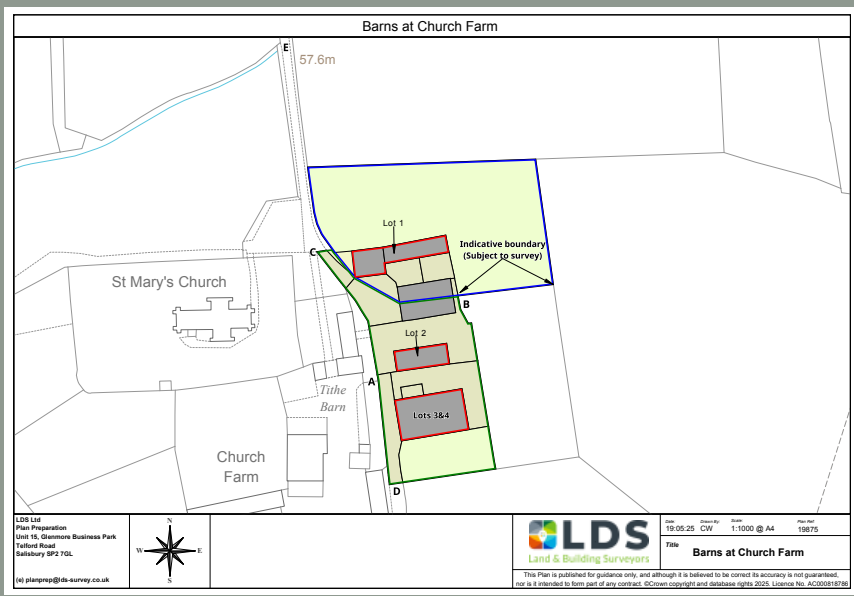 Barns at Church Farm
E
57.6m
Lot 1
Indicative boundary
(Subject to survey)
C
St Mary's Church
B
Lot 2
A
Tithe
Barn
Lots 3&4
Church
Farm
D
LDS Ltd
Plan Preparation
Unit 15, Glenmore Business Park
Telford Road
Salisbury SP2 7GL
(e) planprep@lds-survey.co.uk
N
W
E
S
LDS
Land & Building Surveyors
Date: Drawn By: Scale: Plan Ref:
19:05:25 CW 1:1000 @ A4 19875
Title
Barns at Church Farm
This Plan is published for guidance only, and although it is believed to be correct its accuracy is not guaranteed,
nor is it intended to form part of any contract. ©Crown copyright and database rights 2025. Licence No. AC000818786